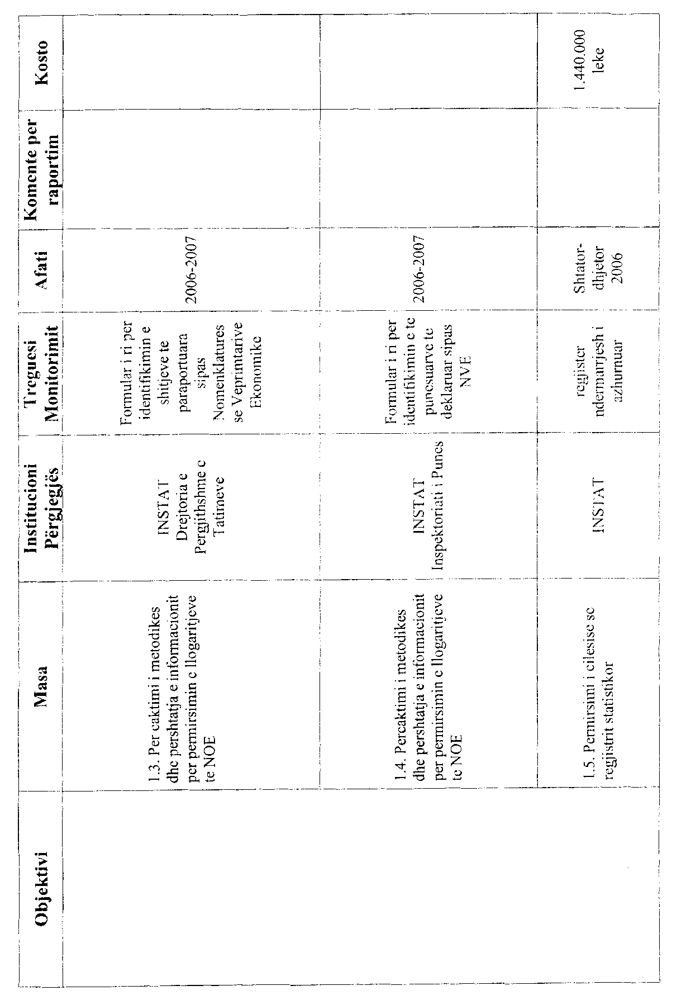 Objektivi
Masa
Institucioni
Përgjegjës
Treguesi
Monitorimit
Afati
Komente per
raportim
Kosto
1.3. Per caktimi i metodikes
dhe pershtatja e informacionit
per permirsimin e llogaritjeve
te NOE
INSTAT
Drejtoria e
Pergjithshme e
Tatimeve
Formular i ri per
identifikimin e
shitjeve te
paraportuara
sipas
Nomenklatures
se Veprimtarive
Ekonomike
2006-2007
1.4. Percaktimi i metodikes
dhe pershtatja e informacionit
per permirsimin e llogaritjeve
te NOE
INSTAT
Inspektoriati i Punes
Formular i ri per
identifikimin e te
punesuarve te
deklaruar sipas
NVE
2006-2007
1.5. Permirsimi i cilesise se
regjistrit statistikor
INSTAT
regjister
ndermarrjesh i
azhurnuar
Shtator-
dhjetor
2006
1.440.000
leke